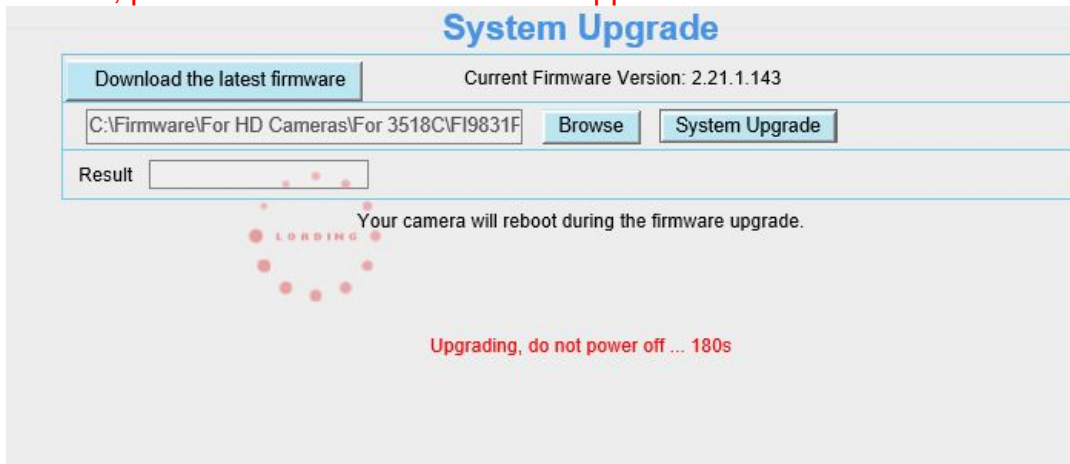 System Upgrade
Download the latest firmware Current Firmware Version: 2.21.1.143
C:\Firmware\For HD Cameras\For 3518C\FI9831F Browse System Upgrade
Result
Your camera will reboot during the firmware upgrade.
LOADING
Upgrading, do not power off ... 180s